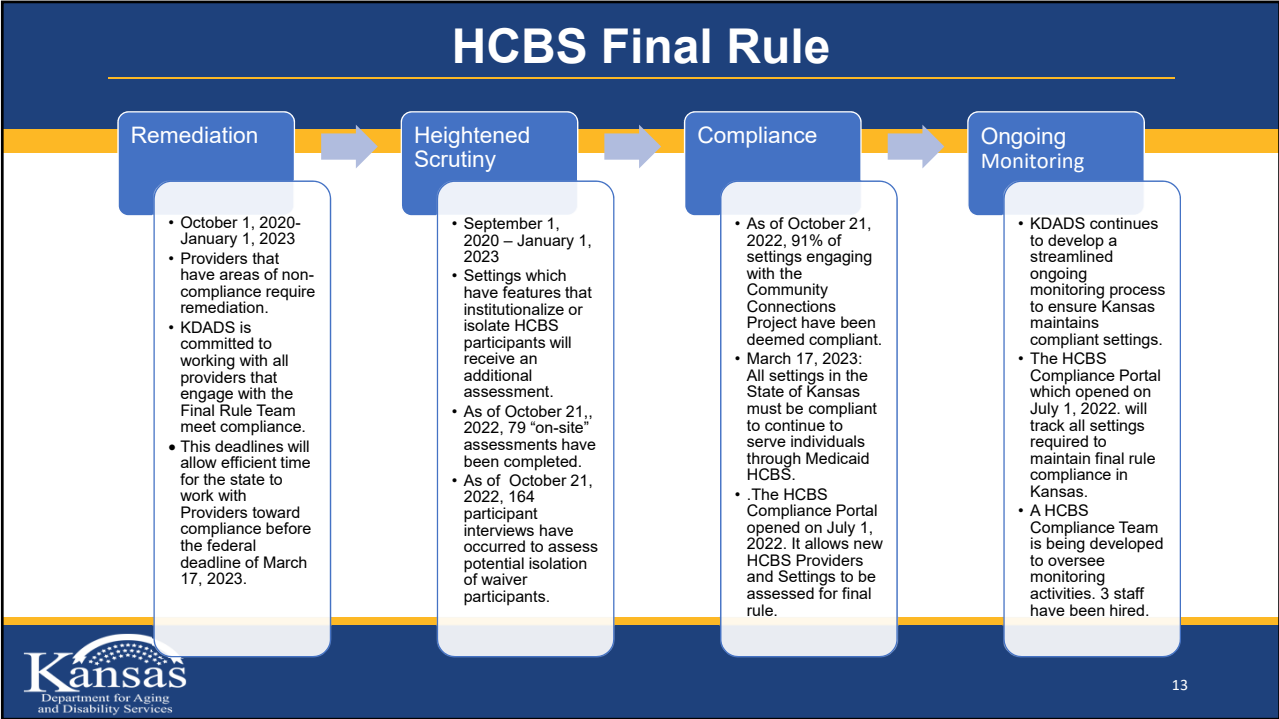 HCBS Final Rule
Remediation
• October 1, 2020-
January 1, 2023
• Providers that
have areas of non-
compliance require
remediation.
• KDADS is
committed to
working with all
providers that
engage with the
Final Rule Team
meet compliance.
• This deadlines will
allow efficient time
for the state to
work with
Providers toward
compliance before
the federal
deadline of March
17, 2023.
Heightened
Scrutiny
• September 1,
2020 – January 1,
2023
• Settings which
have features that
institutionalize or
isolate HCBS
participants will
receive an
additional
assessment.
• As of October 21,,
2022, 79 “on-site”
assessments have
been completed.
• As of  October 21,
2022, 164
participant
interviews have
occurred to assess
potential isolation
of waiver
participants.
Compliance
• As of October 21,
2022, 91% of
settings engaging
with the
Community
Connections
Project have been
deemed compliant.
• March 17, 2023:
All settings in the
State of Kansas
must be compliant
to continue to
serve individuals
through Medicaid
HCBS.
• .The HCBS
Compliance Portal
opened on July 1,
2022. It allows new
HCBS Providers
and Settings to be
assessed for final
rule.
Ongoing
Monitoring
• KDADS continues
to develop a
streamlined
ongoing
monitoring process
to ensure Kansas
maintains
compliant settings.
• The HCBS
Compliance Portal
which opened on
July 1, 2022. will
track all settings
required to
maintain final rule
compliance in
Kansas.
• A HCBS
Compliance Team
is being developed
to oversee
monitoring
activities. 3 staff
have been hired.
Kansas
Department for Aging
and Disability Services
13